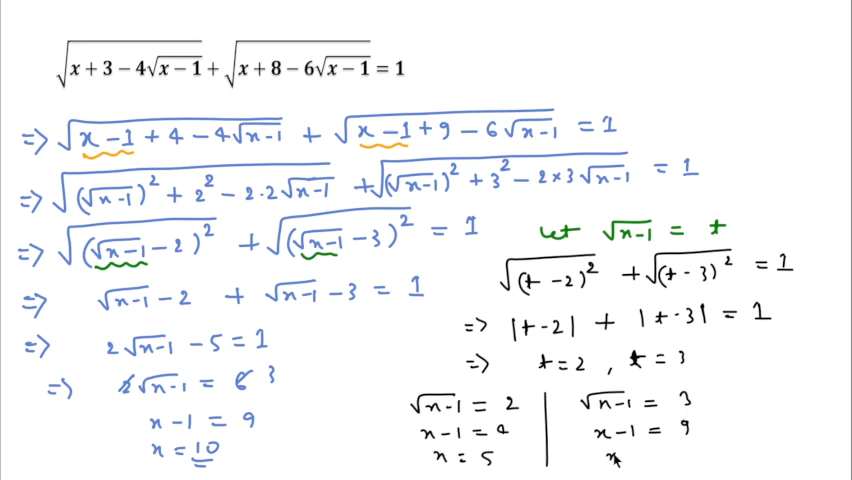 √(x + 3 − 4√(x − 1)) + √(x + 8 − 6√(x − 1)) = 1
=> √(x−1 + 4 − 4√(x−1)) + √(x−1 + 9 − 6√(x−1)) = 1
=> √((√(x−1))² + 2² − 2·2√(x−1)) + √((√(x−1))² + 3² − 2×3√(x−1)) = 1
=> √((√(x−1) − 2)²) + √((√(x−1) − 3)²) = 1
=> √(x−1) − 2 + √(x−1) − 3 = 1
=> 2√(x−1) − 5 = 1
=> 2√(x−1) = 6 3
x − 1 = 9
x = 10
let √(x−1) = t
√((t − 2)²) + √((t − 3)²) = 1
=> |t−2| + |t−3| = 1
=> t = 2 , t = 3
√(x−1) = 2
x − 1 = 4
x = 5
√(x−1) = 3
x − 1 = 9
x